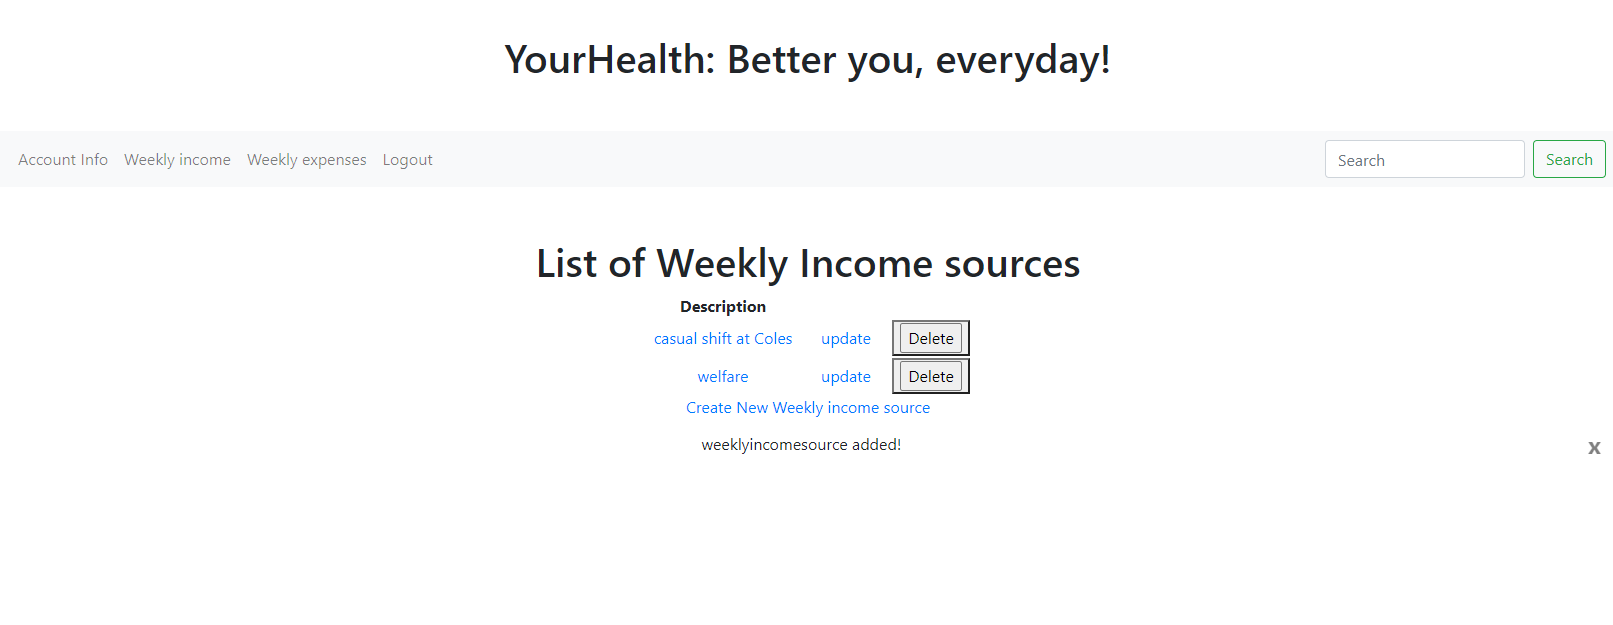 YourHealth: Better you, everyday!
Account Info Weekly income Weekly expenses Logout Search Search
List of Weekly Income sources
Description
casual shift at Coles update Delete
welfare update Delete
Create New Weekly income source
weeklyincomesource added! x